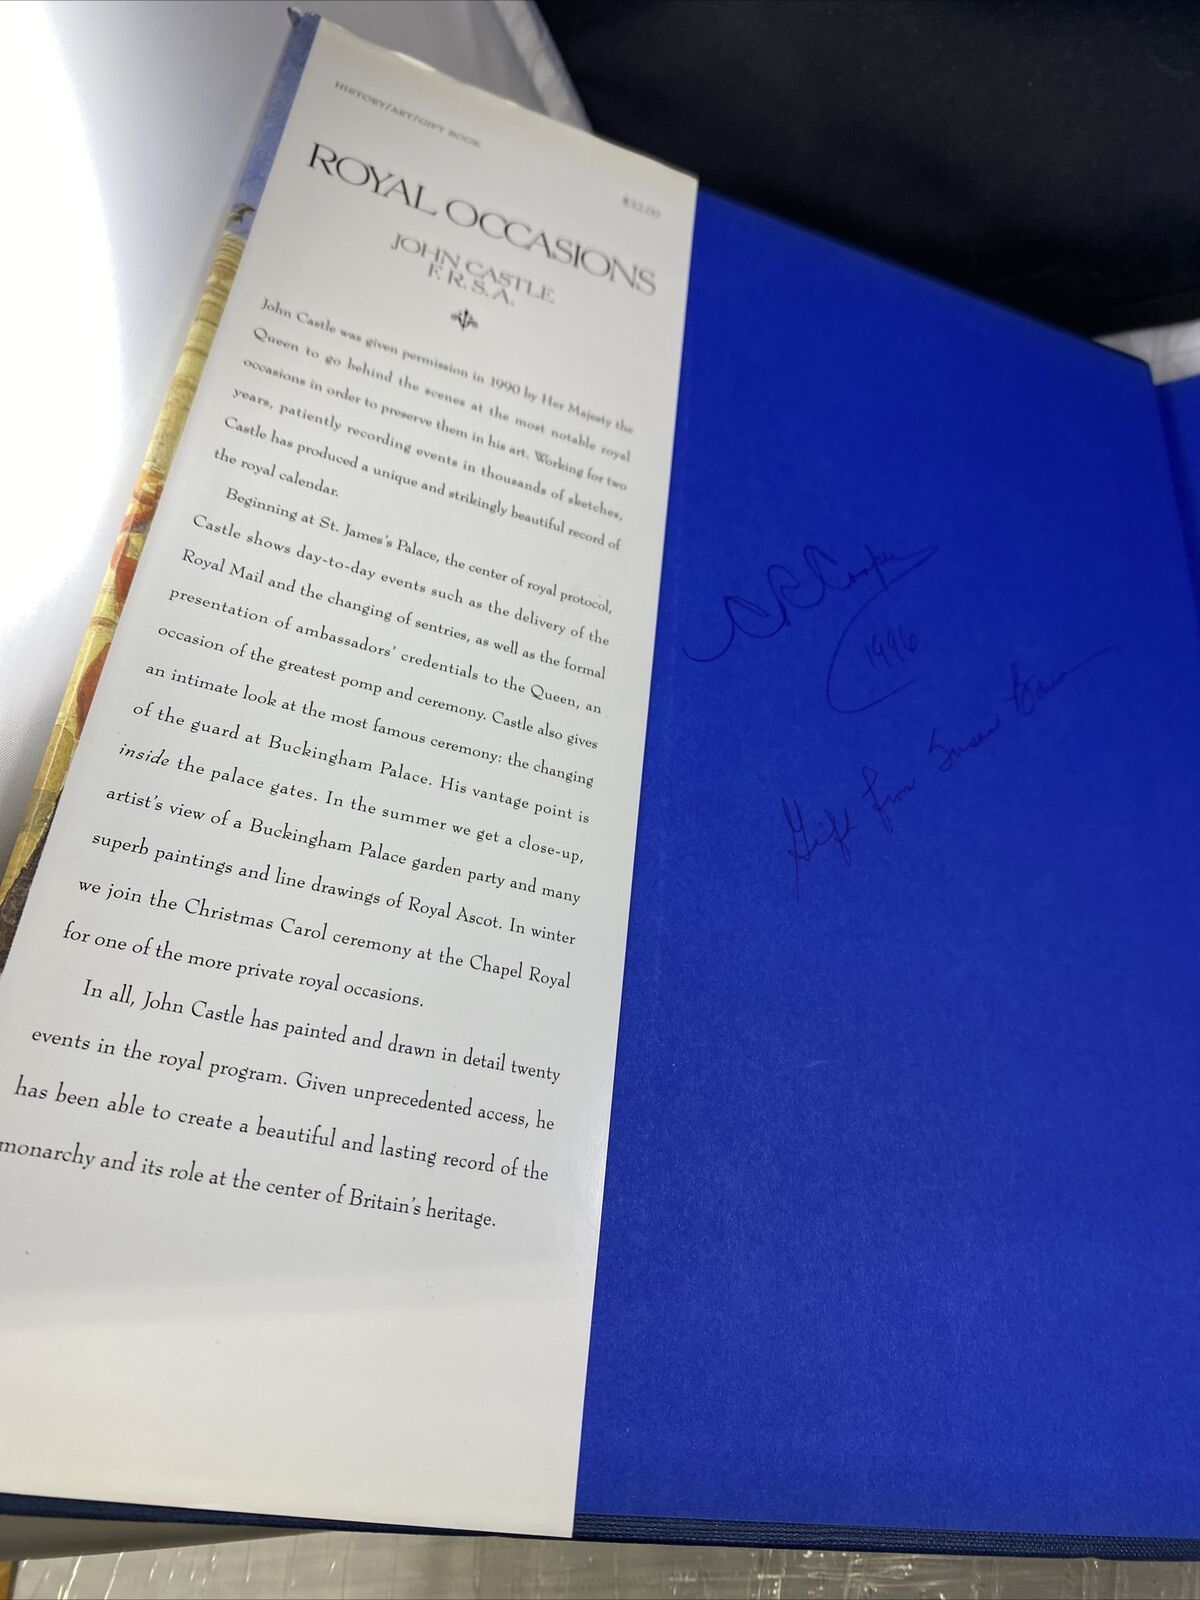 HISTORY/ART/GIFT BOOK
$32.00
ROYAL OCCASIONS
JOHN CASTLE
F.R.S.A.
John Castle was given permission in 1990 by Her Majesty the
Queen to go behind the scenes at the most notable royal
occasions in order to preserve them in his art. Working for two
years, patiently recording events in thousands of sketches,
Castle has produced a unique and strikingly beautiful record of
the royal calendar.
Beginning at St. James's Palace, the center of royal protocol,
Castle shows day-to-day events such as the delivery of the
Royal Mail and the changing of sentries, as well as the formal
presentation of ambassadors' credentials to the Queen, an
occasion of the greatest pomp and ceremony. Castle also gives
an intimate look at the most famous ceremony: the changing
of the guard at Buckingham Palace. His vantage point is
inside the palace gates. In the summer we get a close-up,
artist's view of a Buckingham Palace garden party and many
superb paintings and line drawings of Royal Ascot. In winter
we join the Christmas Carol ceremony at the Chapel Royal
for one of the more private royal occasions.
In all, John Castle has painted and drawn in detail twenty
events in the royal program. Given unprecedented access, he
has been able to create a beautiful and lasting record of the
monarchy and its role at the center of Britain's heritage.
Cooper
1996
Gift from Susan